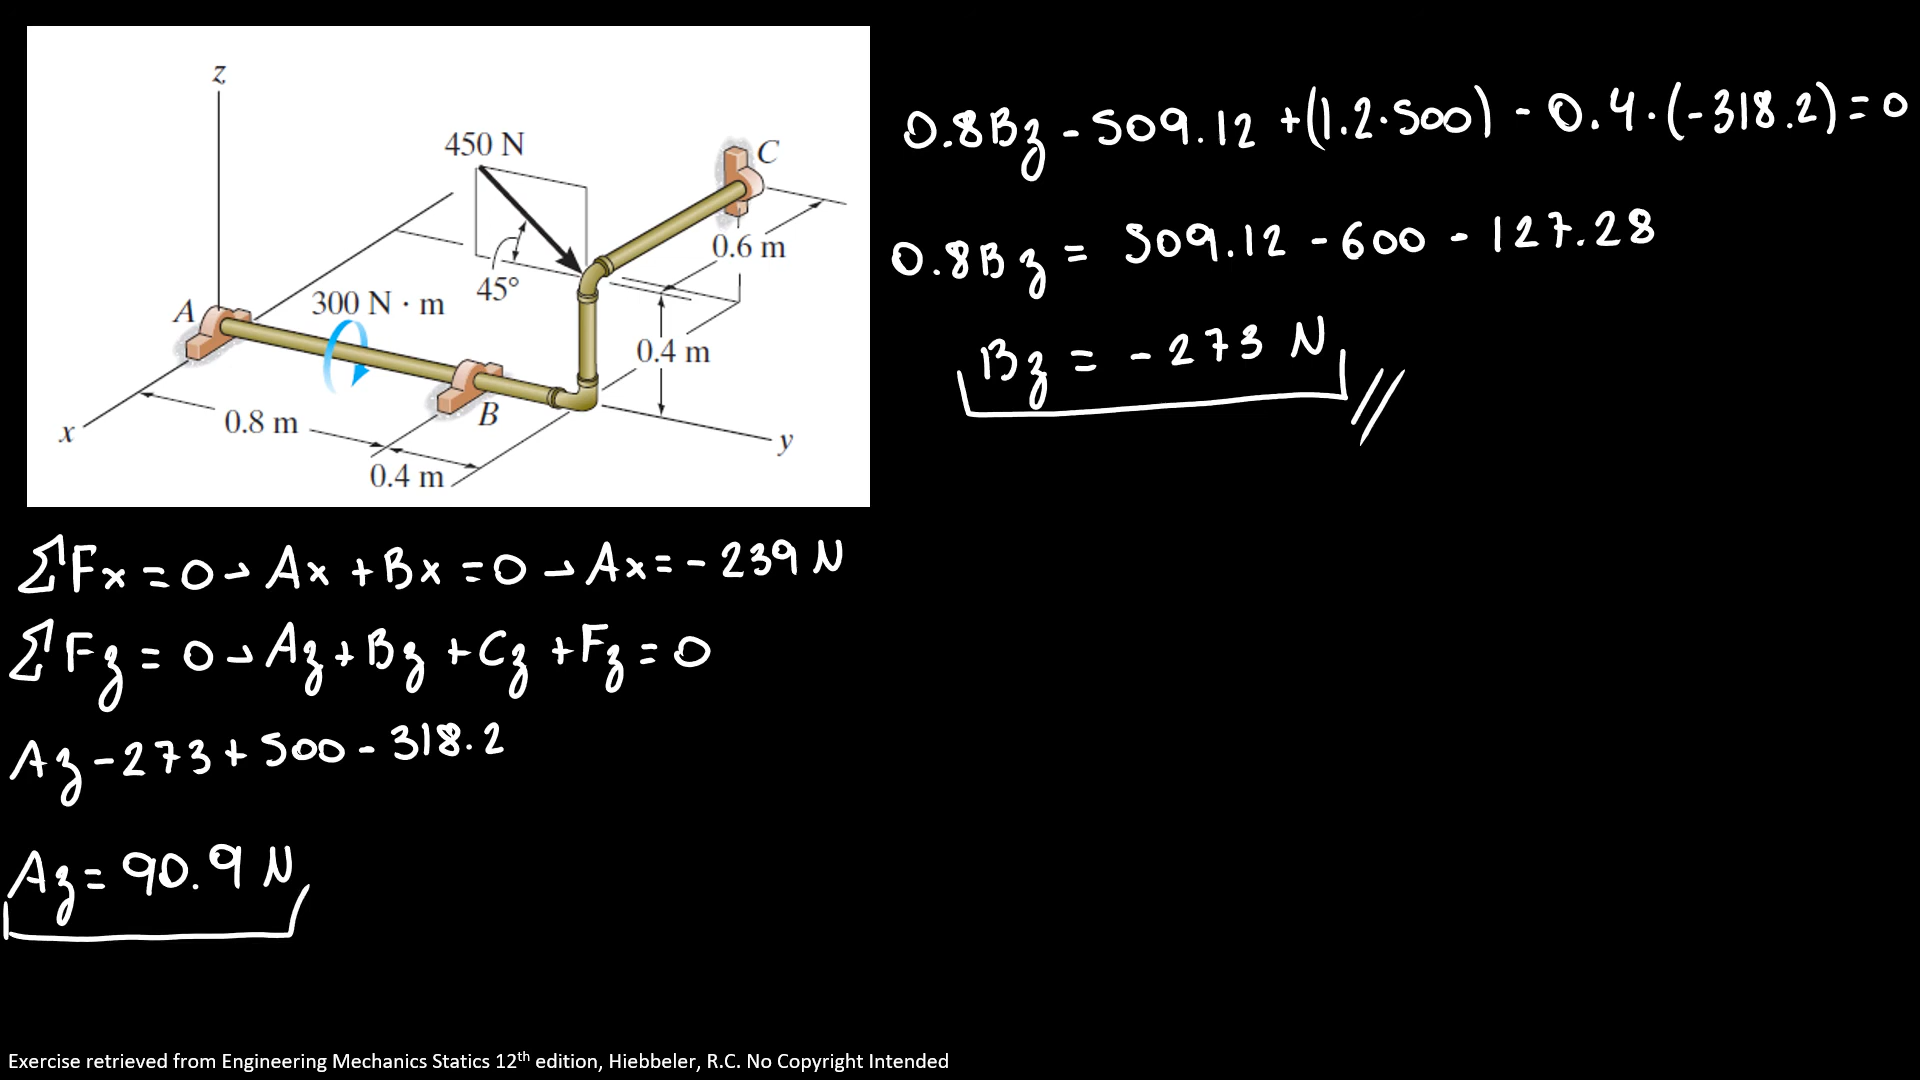 z
450 N
C
0.6 m
45°
A
300 N · m
0.4 m
B
0.8 m
x
y
0.4 m
0.8Bz - 509.12 + (1.2·500) - 0.4·(-318.2) = 0
0.8Bz = 509.12 - 600 - 127.28
Bz = -273 N
ΣFx = 0 → Ax + Bx = 0 → Ax = -239 N
ΣFz = 0 → Az + Bz + Cz + Fz = 0
Az - 273 + 500 - 318.2
Az = 90.9 N
Exercise retrieved from Engineering Mechanics Statics 12th edition, Hiebbeler, R.C. No Copyright Intended